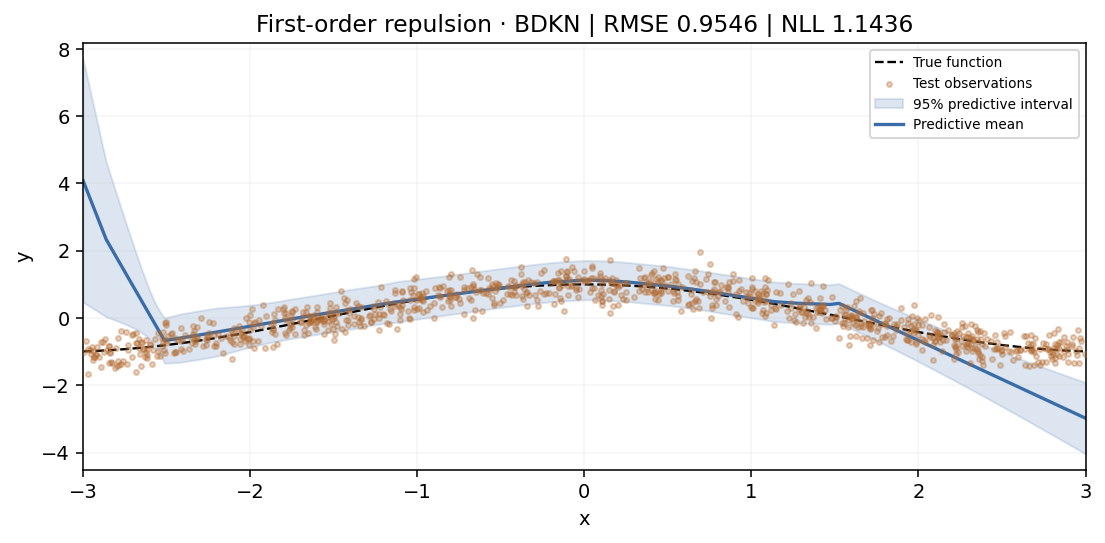 First-order repulsion · BDKN | RMSE 0.9546 | NLL 1.1436
True function
Test observations
95% predictive interval
Predictive mean
8
6
4
2
0
−2
−4
y
−3 −2 −1 0 1 2 3
x